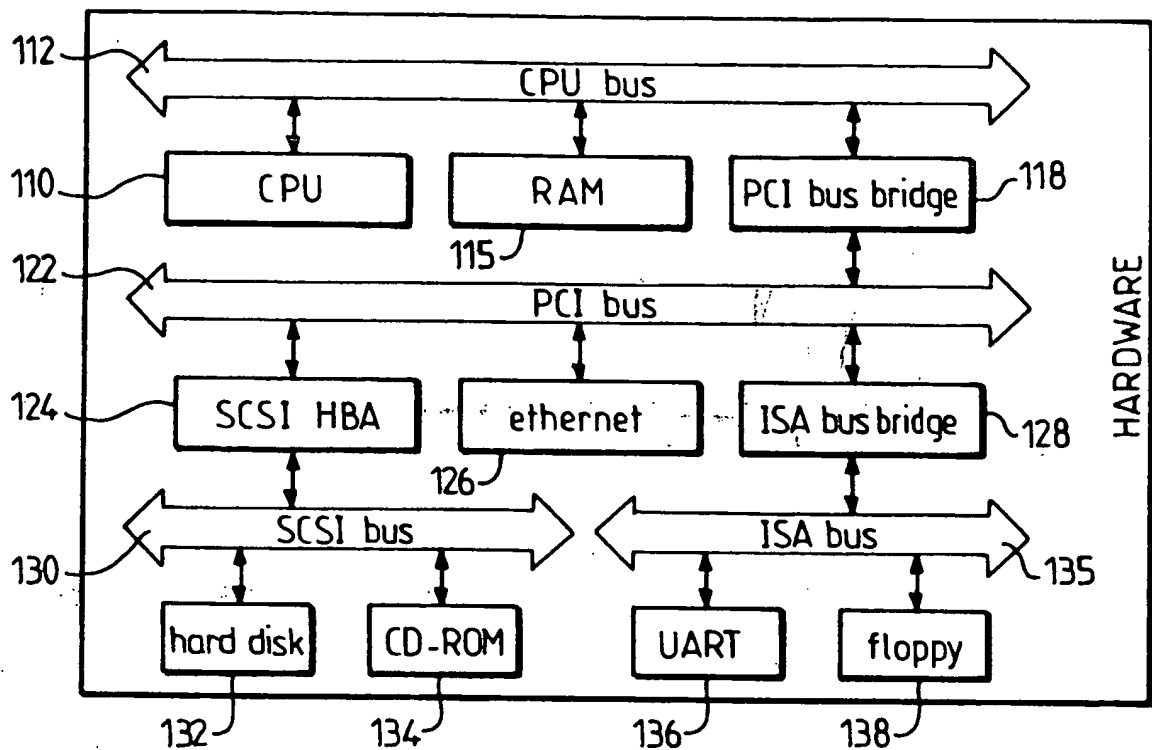 112
CPU bus
110
CPU
RAM
PCI bus bridge
118
115
122
PCI bus
HARDWARE
124
SCSI HBA
ethernet
ISA bus bridge
128
126
SCSI bus
ISA bus
130
135
hard disk
CD-ROM
UART
floppy
132
134
136
138